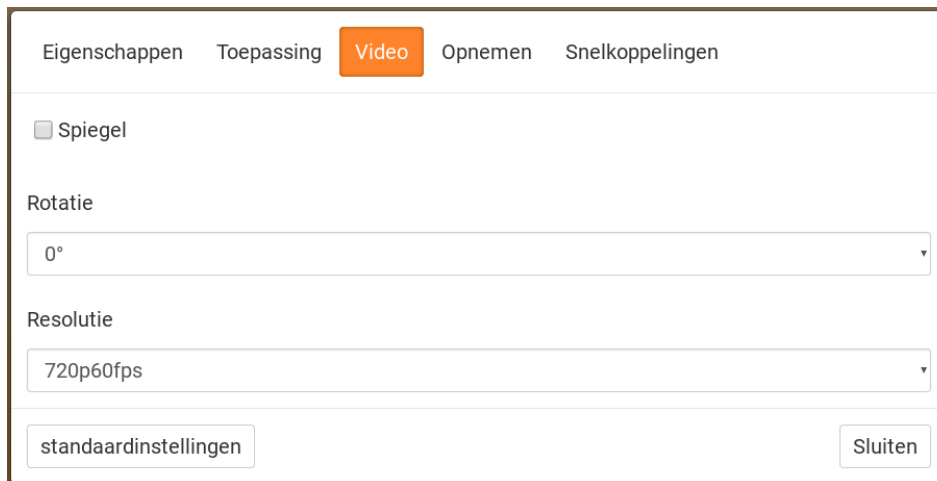 Eigenschappen Toepassing Video Opnemen Snelkoppelingen
Spiegel
Rotatie
0°
Resolutie
720p60fps
standaardinstellingen Sluiten